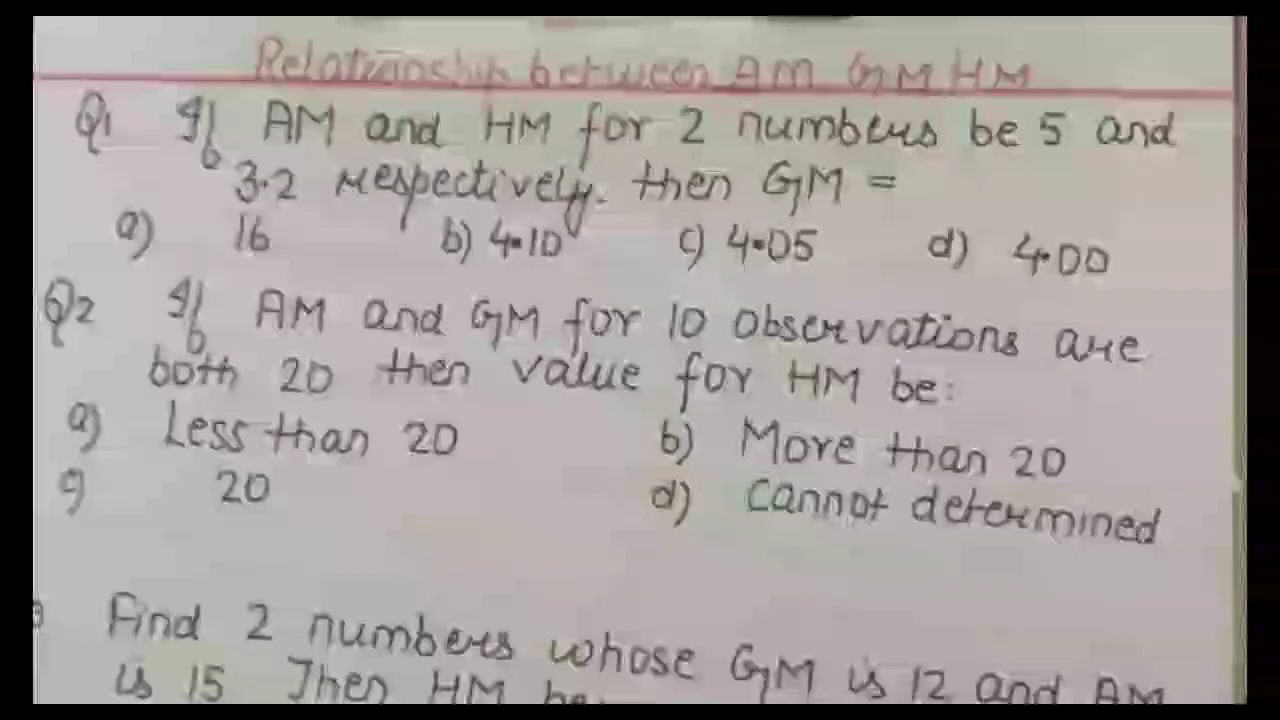 Relationship between AM GM HM
Q1 If AM and HM for 2 numbers be 5 and
3.2 respectively. then GM =
a) 16 b) 4.10 c) 4.05 d) 4.00
Q2 If AM and GM for 10 observations are
both 20 then value for HM be:
a) Less than 20 b) More than 20
c) 20 d) cannot determined
Find 2 numbers whose GM is 12 and AM
is 15 Then HM be: